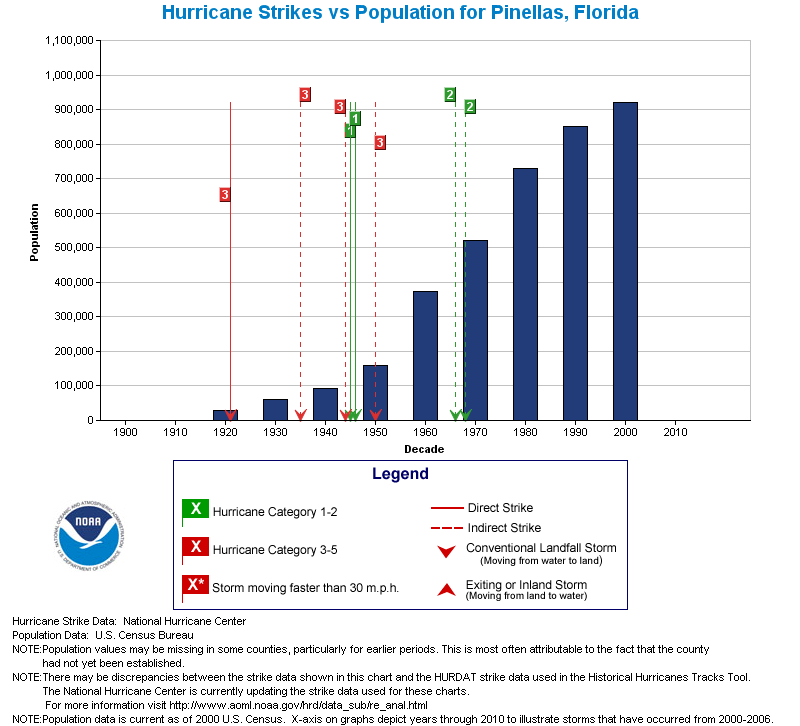 Hurricane Strikes vs Population for Pinellas, Florida
1,100,000
1,000,000
900,000
800,000
700,000
600,000
500,000
400,000
300,000
200,000
100,000
0
Population
3
3
3
1
1
3
2
2
1900 1910 1920 1930 1940 1950 1960 1970 1980 1990 2000 2010
Decade
Legend
X Hurricane Category 1-2
X Hurricane Category 3-5
X* Storm moving faster than 30 m.p.h.
Direct Strike
Indirect Strike
Conventional Landfall Storm
(Moving from water to land)
Exiting or Inland Storm
(Moving from land to water)
NATIONAL OCEANIC AND ATMOSPHERIC ADMINISTRATION
NOAA
U.S. DEPARTMENT OF COMMERCE
Hurricane Strike Data: National Hurricane Center
Population Data: U.S. Census Bureau
NOTE:Population values may be missing in some counties, particularly for earlier periods. This is most often attributable to the fact that the county
had not yet been established.
NOTE:There may be discrepancies between the strike data shown in this chart and the HURDAT strike data used in the Historical Hurricanes Tracks Tool.
The National Hurricane Center is currently updating the strike data used for these charts.
For more information visit http://www.aoml.noaa.gov/hrd/data_sub/re_anal.html
NOTE:Population data is current as of 2000 U.S. Census. X-axis on graphs depict years through 2010 to illustrate storms that have occurred from 2000-2006.